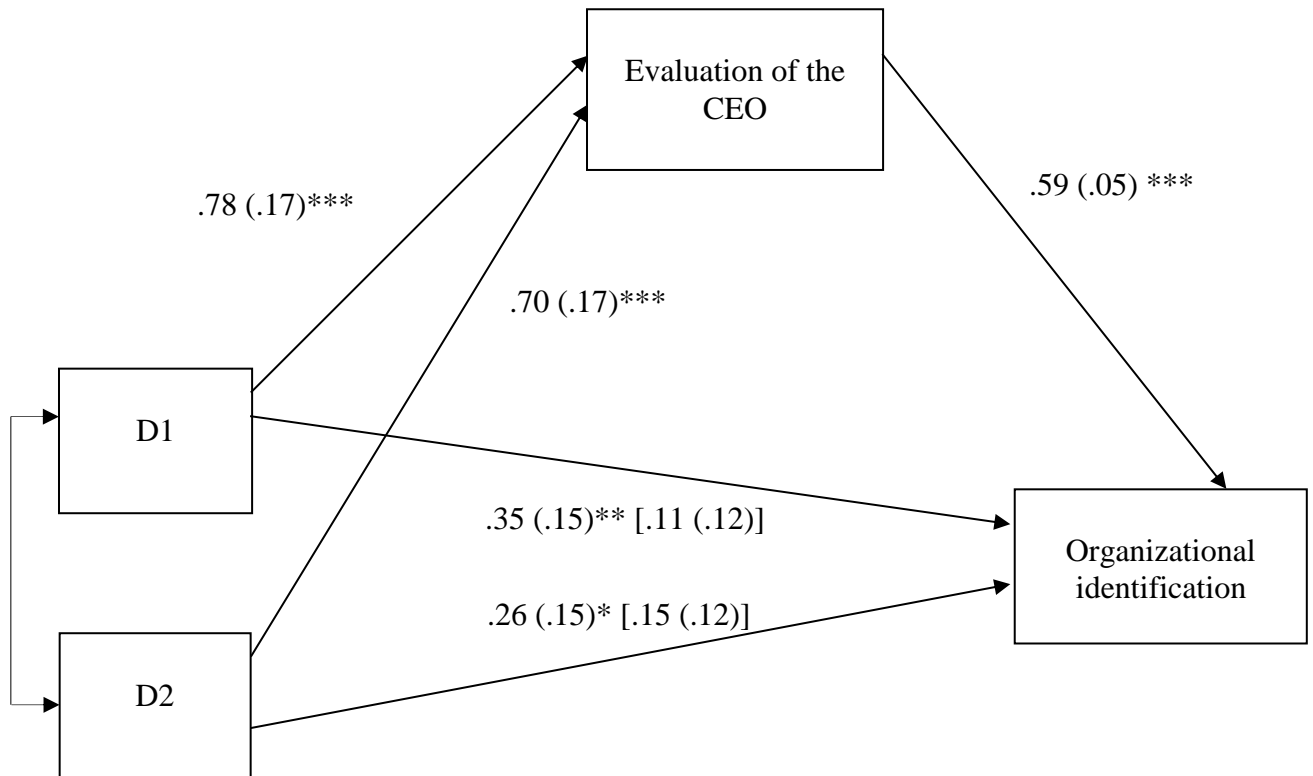 Evaluation of the
CEO
.78 (.17)***
.59 (.05) ***
.70 (.17)***
D1
.35 (.15)** [.11 (.12)]
Organizational
identification
.26 (.15)* [.15 (.12)]
D2